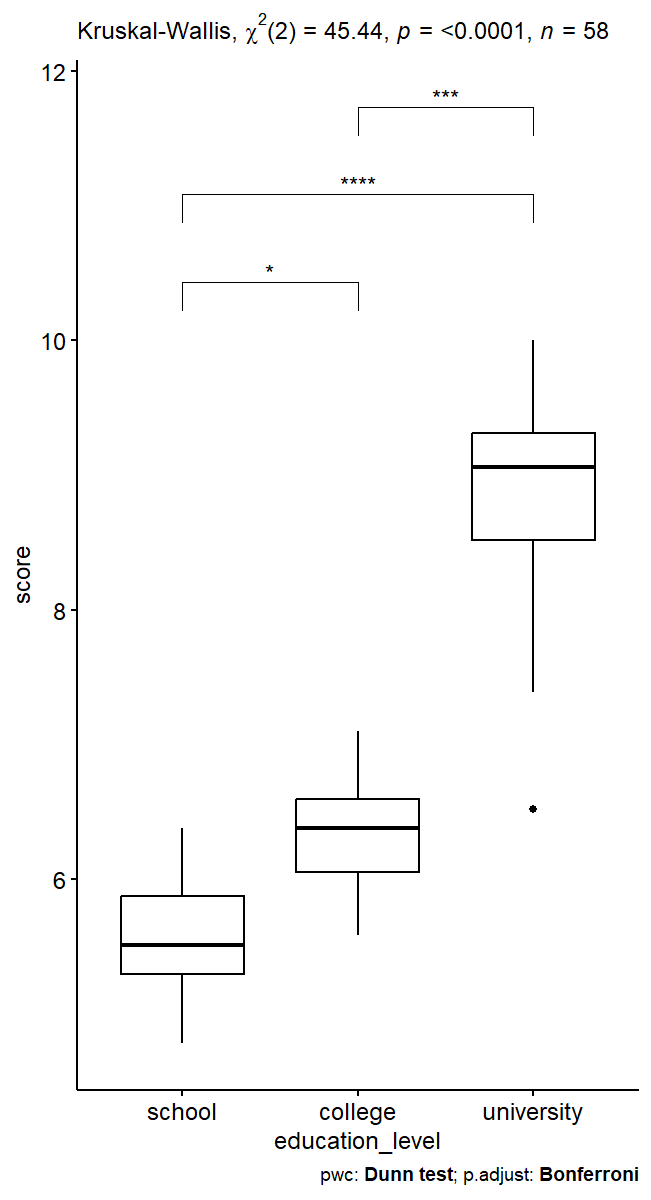 Kruskal-Wallis, χ²(2) = 45.44, p = <0.0001, n = 58
12
***
****
*
10
score
8
6
school college university
education_level
pwc: Dunn test; p.adjust: Bonferroni